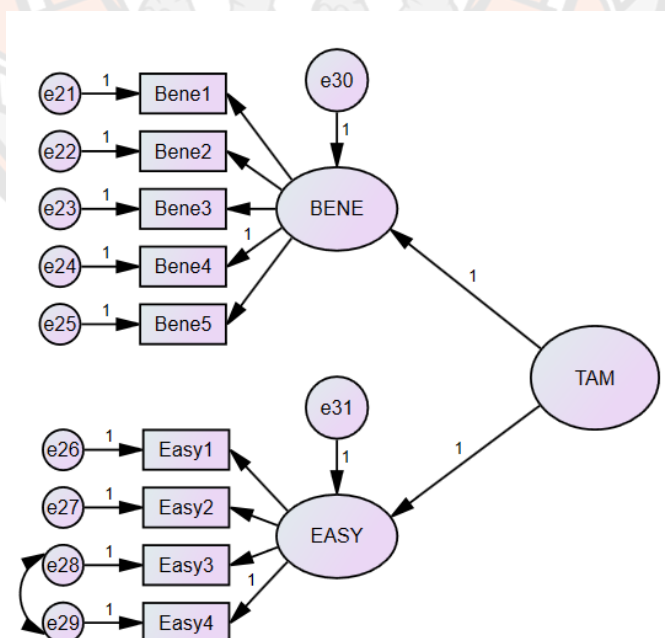 e30
e21 1 Bene1
1
e22 1 Bene2
e23 1 Bene3 BENE
1
e24 1 Bene4
1
e25 1 Bene5
TAM
e31
e26 1 Easy1 1
1
e27 1 Easy2
EASY
e28 1 Easy3
1
e29 1 Easy4